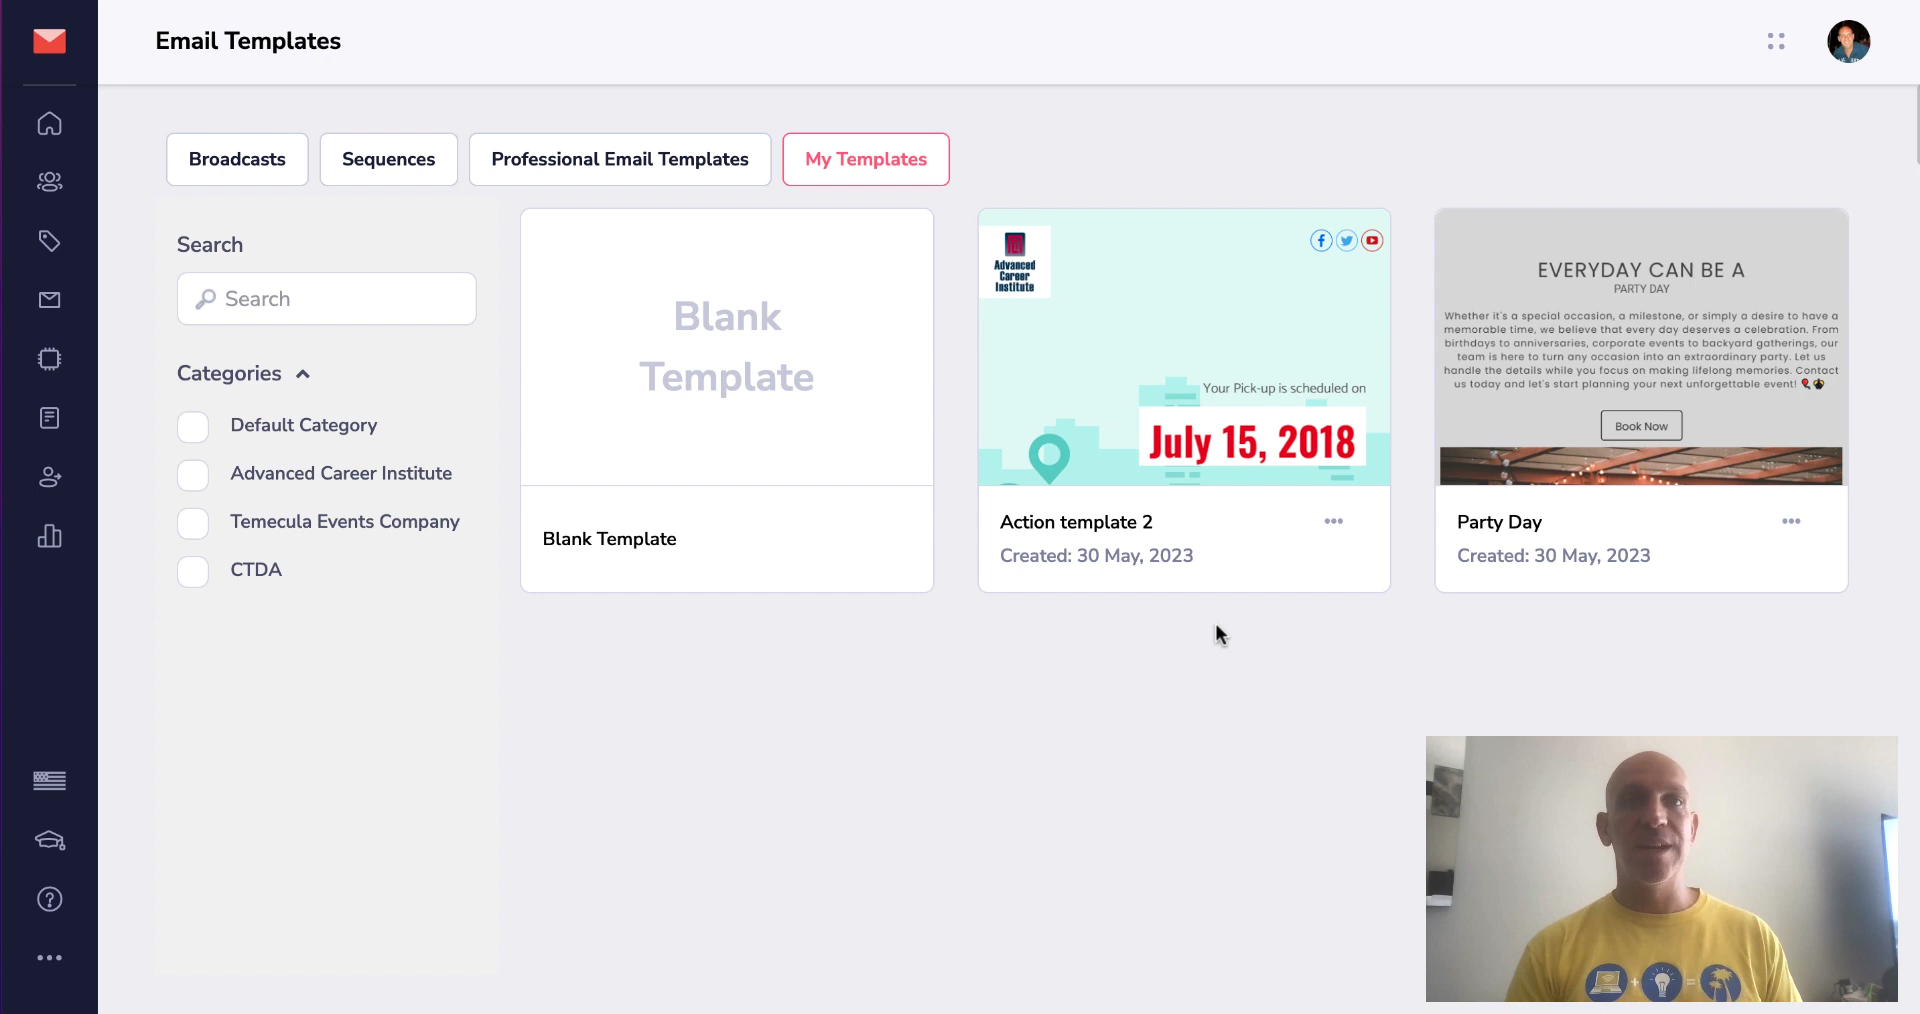 Email Templates
Broadcasts
Sequences
Professional Email Templates
My Templates
Search
Search
Categories
Default Category
Advanced Career Institute
Temecula Events Company
CTDA
Blank
Template
Blank Template
Advanced
Career
Institute
Your Pick-up is scheduled on
July 15, 2018
Action template 2
Created: 30 May, 2023
EVERYDAY CAN BE A
PARTY DAY
Whether it's a special occasion, a milestone, or simply a desire to have a
memorable time, we believe that every day deserves a celebration. From
birthdays to anniversaries, corporate events to backyard gatherings, our
team is here to turn any occasion into an extraordinary party. Let us
handle the details while you focus on making lifelong memories. Contact
us today and let's start planning your next unforgettable event!
Book Now
Party Day
Created: 30 May, 2023